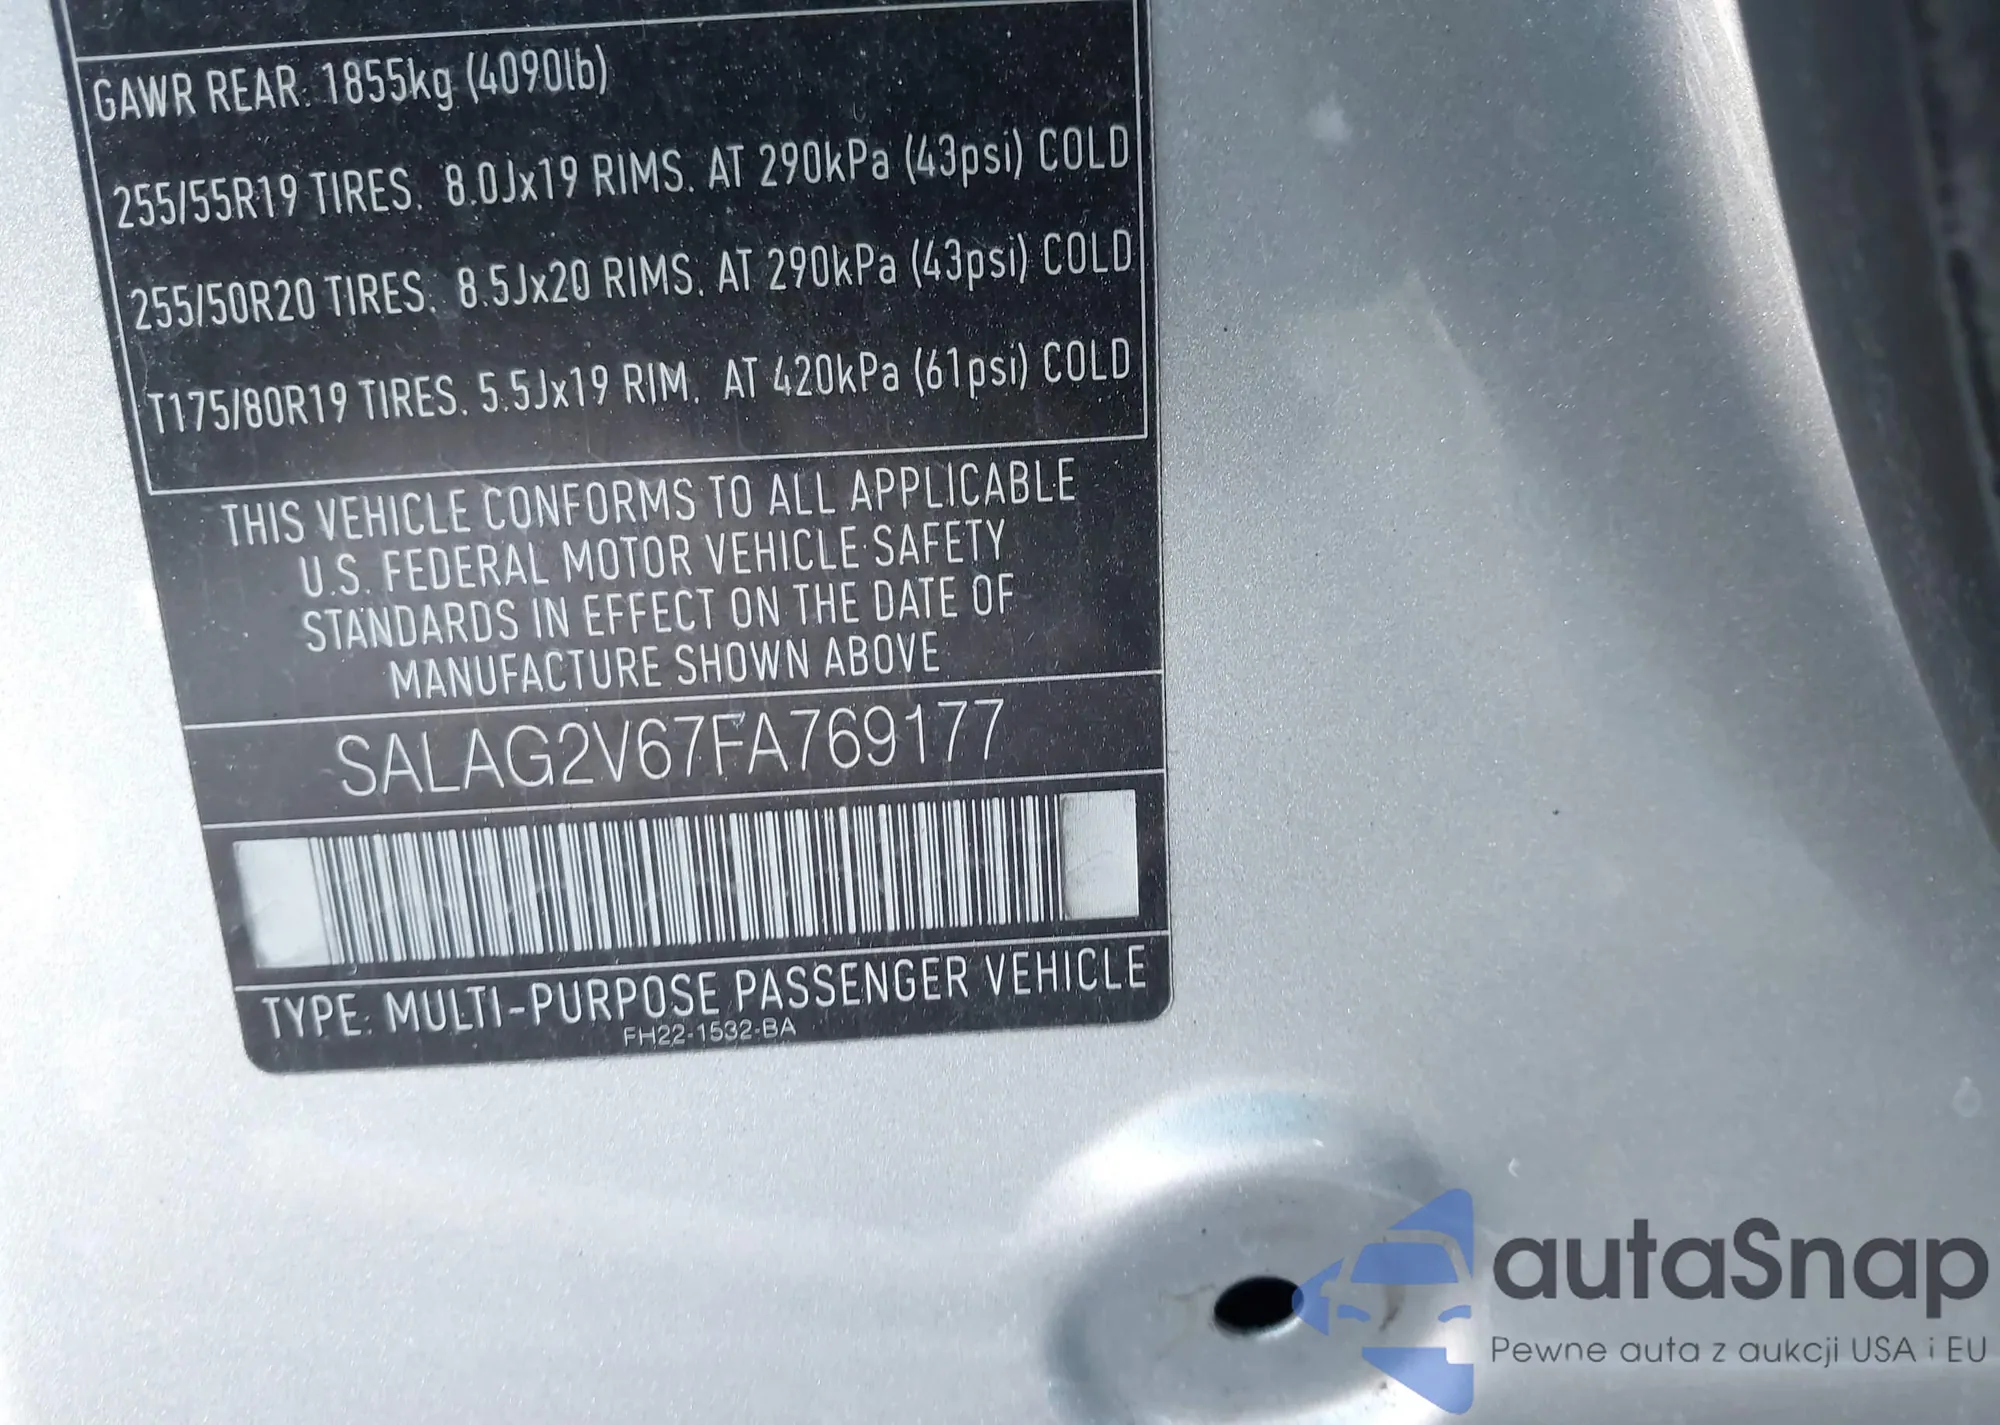 GAWR REAR: 1855kg (4090lb)
255/55R19 TIRES. 8.0Jx19 RIMS. AT 290kPa (43psi) COLD
255/50R20 TIRES. 8.5Jx20 RIMS. AT 290kPa (43psi) COLD
T175/80R19 TIRES. 5.5Jx19 RIM. AT 420kPa (61psi) COLD
THIS VEHICLE CONFORMS TO ALL APPLICABLE
U.S. FEDERAL MOTOR VEHICLE SAFETY
STANDARDS IN EFFECT ON THE DATE OF
MANUFACTURE SHOWN ABOVE
SALAG2V67FA769177
TYPE: MULTI-PURPOSE PASSENGER VEHICLE
FH22-1532-BA
autaSnap
Pewne auta z aukcji USA i EU